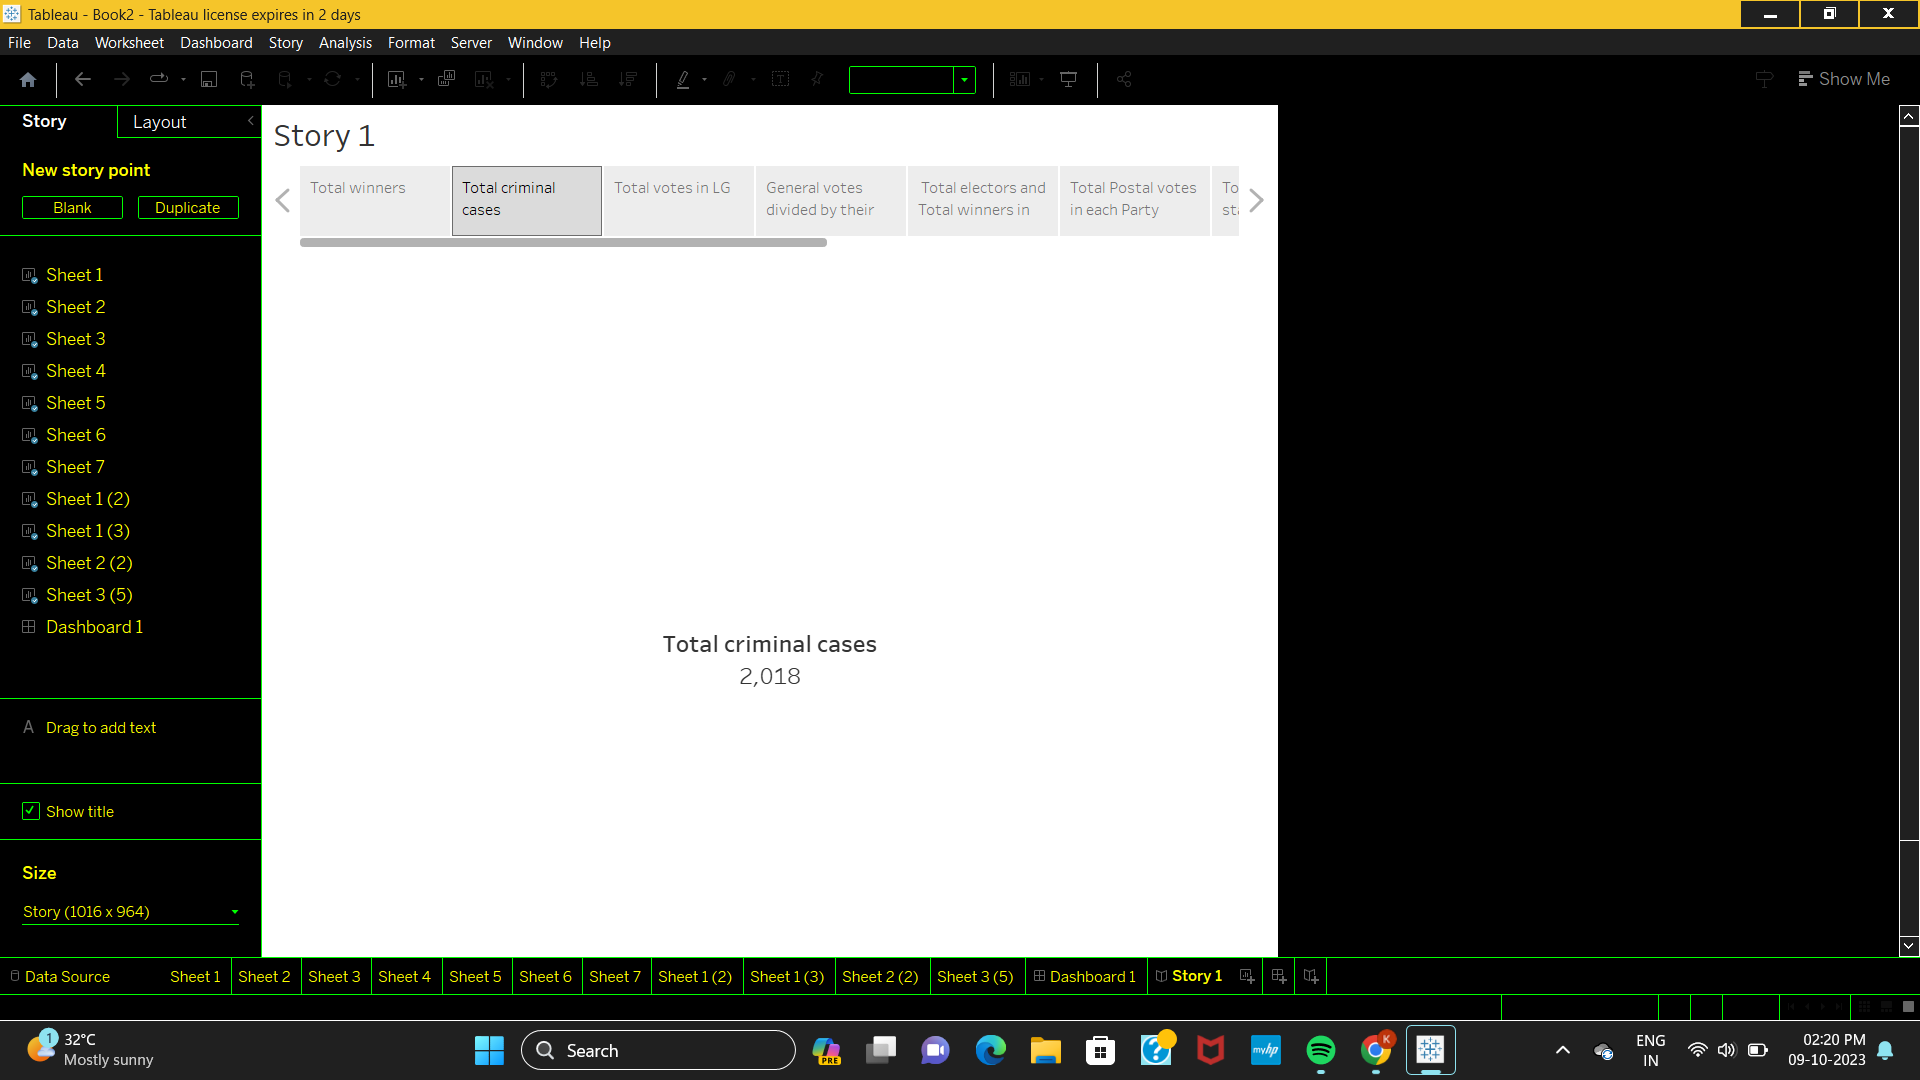 Tableau - Book2 - Tableau license expires in 2 days
File Data Worksheet Dashboard Story Analysis Format Server Window Help
Show Me
Story Layout
New story point
Blank Duplicate
Sheet 1
Sheet 2
Sheet 3
Sheet 4
Sheet 5
Sheet 6
Sheet 7
Sheet 1 (2)
Sheet 1 (3)
Sheet 2 (2)
Sheet 3 (5)
Dashboard 1
A Drag to add text
Show title
Size
Story (1016 x 964)
Story 1
Total winners
Total criminal
cases
Total votes in LG
General votes
divided by their
Total electors and
Total winners in
Total Postal votes
in each Party
Total criminal cases
2,018
Data Source Sheet 1 Sheet 2 Sheet 3 Sheet 4 Sheet 5 Sheet 6 Sheet 7 Sheet 1 (2) Sheet 1 (3) Sheet 2 (2) Sheet 3 (5) Dashboard 1 Story 1
1
32°C
Mostly sunny
Search
PRE
myhp
K
ENG
IN
02:20 PM
09-10-2023